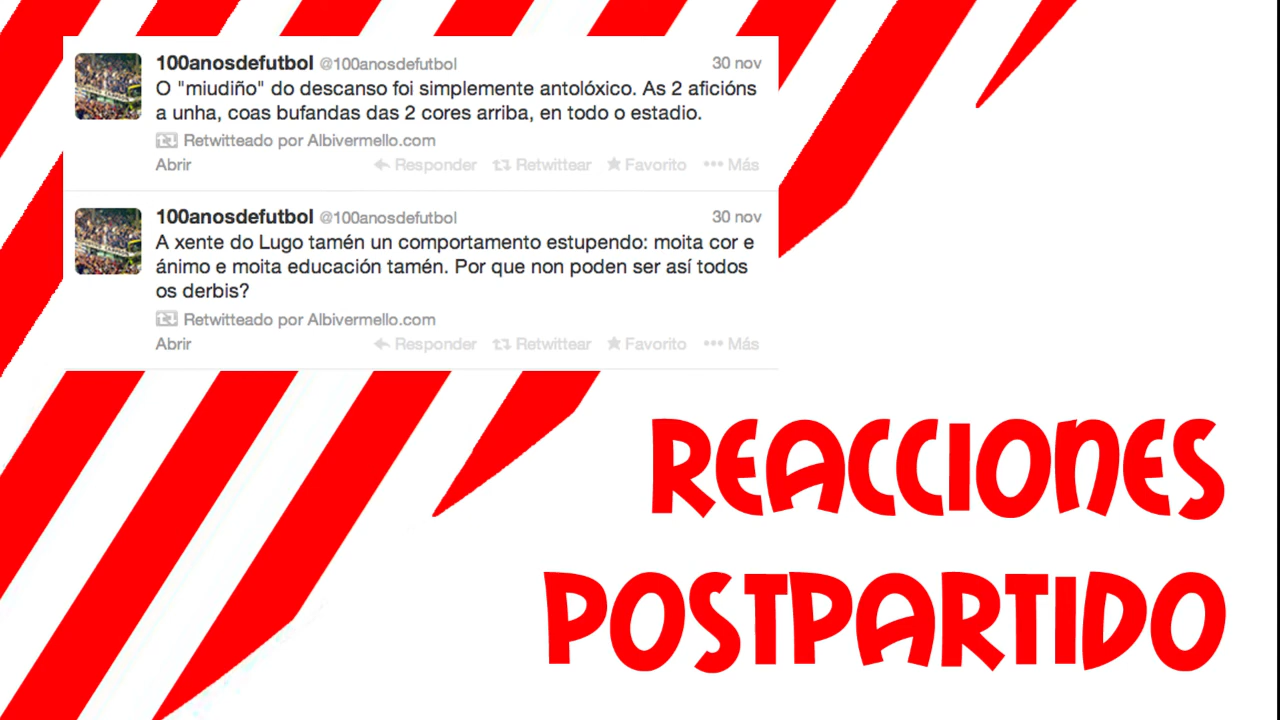 100anosdefutbol @100anosdefutbol 30 nov
O "miudiño" do descanso foi simplemente antolóxico. As 2 aficións
a unha, coas bufandas das 2 cores arriba, en todo o estadio.
Retwitteado por Albivermello.com
Abrir Responder Retwittear Favorito Más
100anosdefutbol @100anosdefutbol 30 nov
A xente do Lugo tamén un comportamento estupendo: moita cor e
ánimo e moita educación tamén. Por que non poden ser así todos
os derbis?
Retwitteado por Albivermello.com
Abrir Responder Retwittear Favorito Más
REACCIONES
POSTPARTIDO